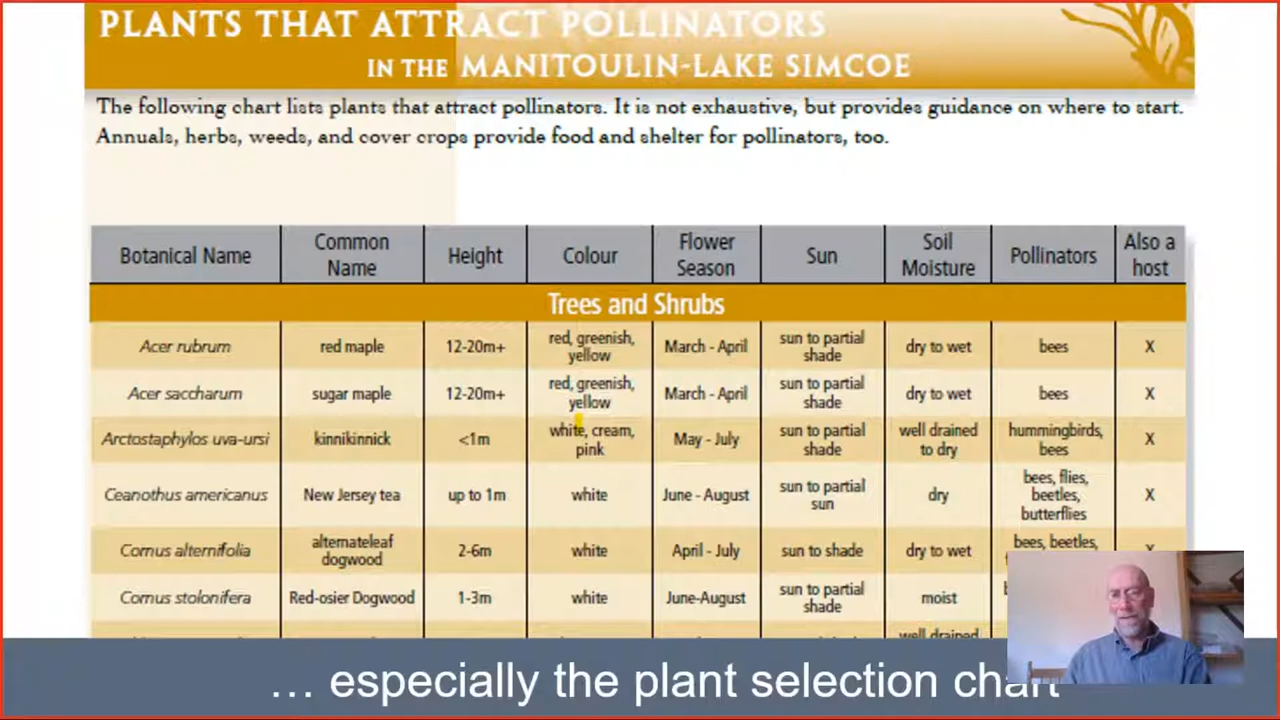 PLANTS THAT ATTRACT POLLINATORS
IN THE MANITOULIN-LAKE SIMCOE
The following chart lists plants that attract pollinators. It is not exhaustive, but provides guidance on where to start.
Annuals, herbs, weeds, and cover crops provide food and shelter for pollinators, too.
Botanical Name Common Name Height Colour Flower Season Sun Soil Moisture Pollinators Also a host
Trees and Shrubs
Acer rubrum red maple 12-20m+ red, greenish, yellow March - April sun to partial shade dry to wet bees X
Acer saccharum sugar maple 12-20m+ red, greenish, yellow March - April sun to partial shade dry to wet bees X
Arctostaphylos uva-ursi kinnikinnick <1m white, cream, pink May - July sun to partial shade well drained to dry hummingbirds, bees X
Ceanothus americanus New Jersey tea up to 1m white June - August sun to partial sun dry bees, flies, beetles, butterflies X
Cornus alternifolia alternateleaf dogwood 2-6m white April - July sun to shade dry to wet bees, beetles, X
Cornus stolonifera Red-osier Dogwood 1-3m white June-August sun to partial shade moist
well drained
… especially the plant selection chart